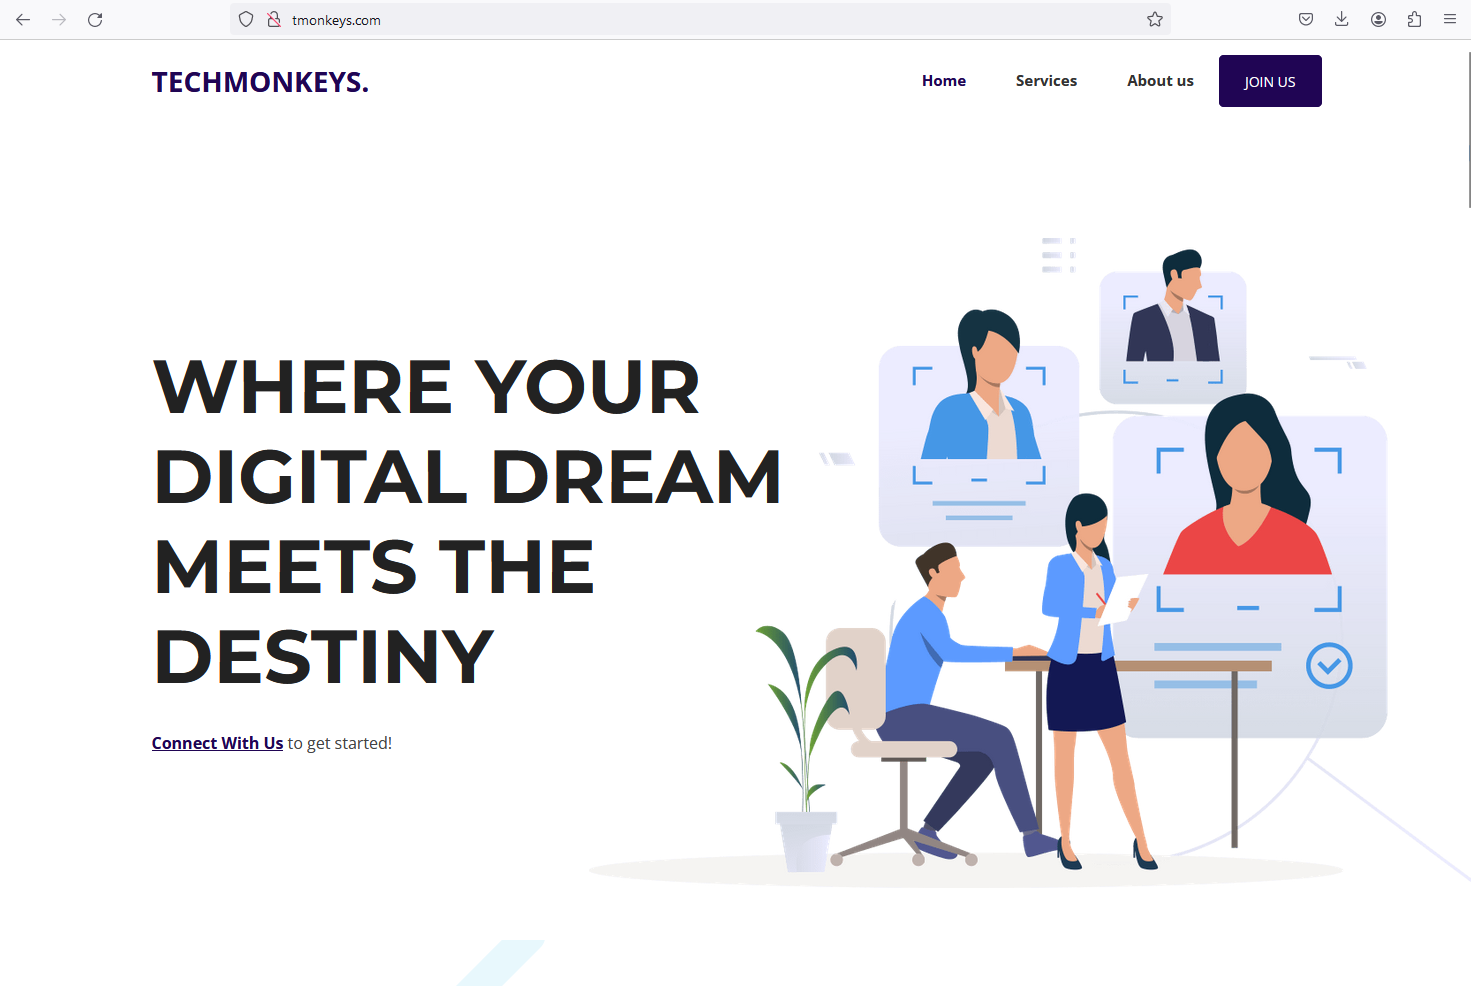 tmonkeys.com
TECHMONKEYS.
Home
Services
About us
JOIN US
WHERE YOUR
DIGITAL DREAM
MEETS THE
DESTINY
Connect With Us to get started!